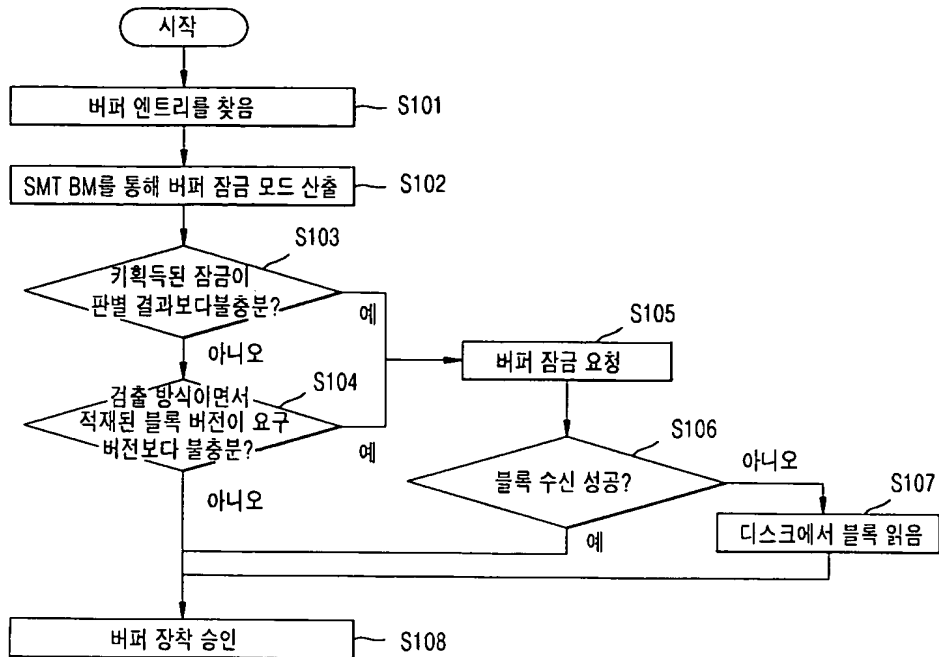 시작
버퍼 엔트리를 찾음
S101
SMT BM를 통해 버퍼 잠금 모드 산출
S102
S103
키획득된 잠금이
판별 결과보다불충분?
예
아니오
S105
버퍼 잠금 요청
S104
검출 방식이면서
적재된 블록 버전이 요구
버전보다 불충분?
예
아니오
S106
블록 수신 성공?
아니오
예
S107
디스크에서 블록 읽음
버퍼 장착 승인
S108